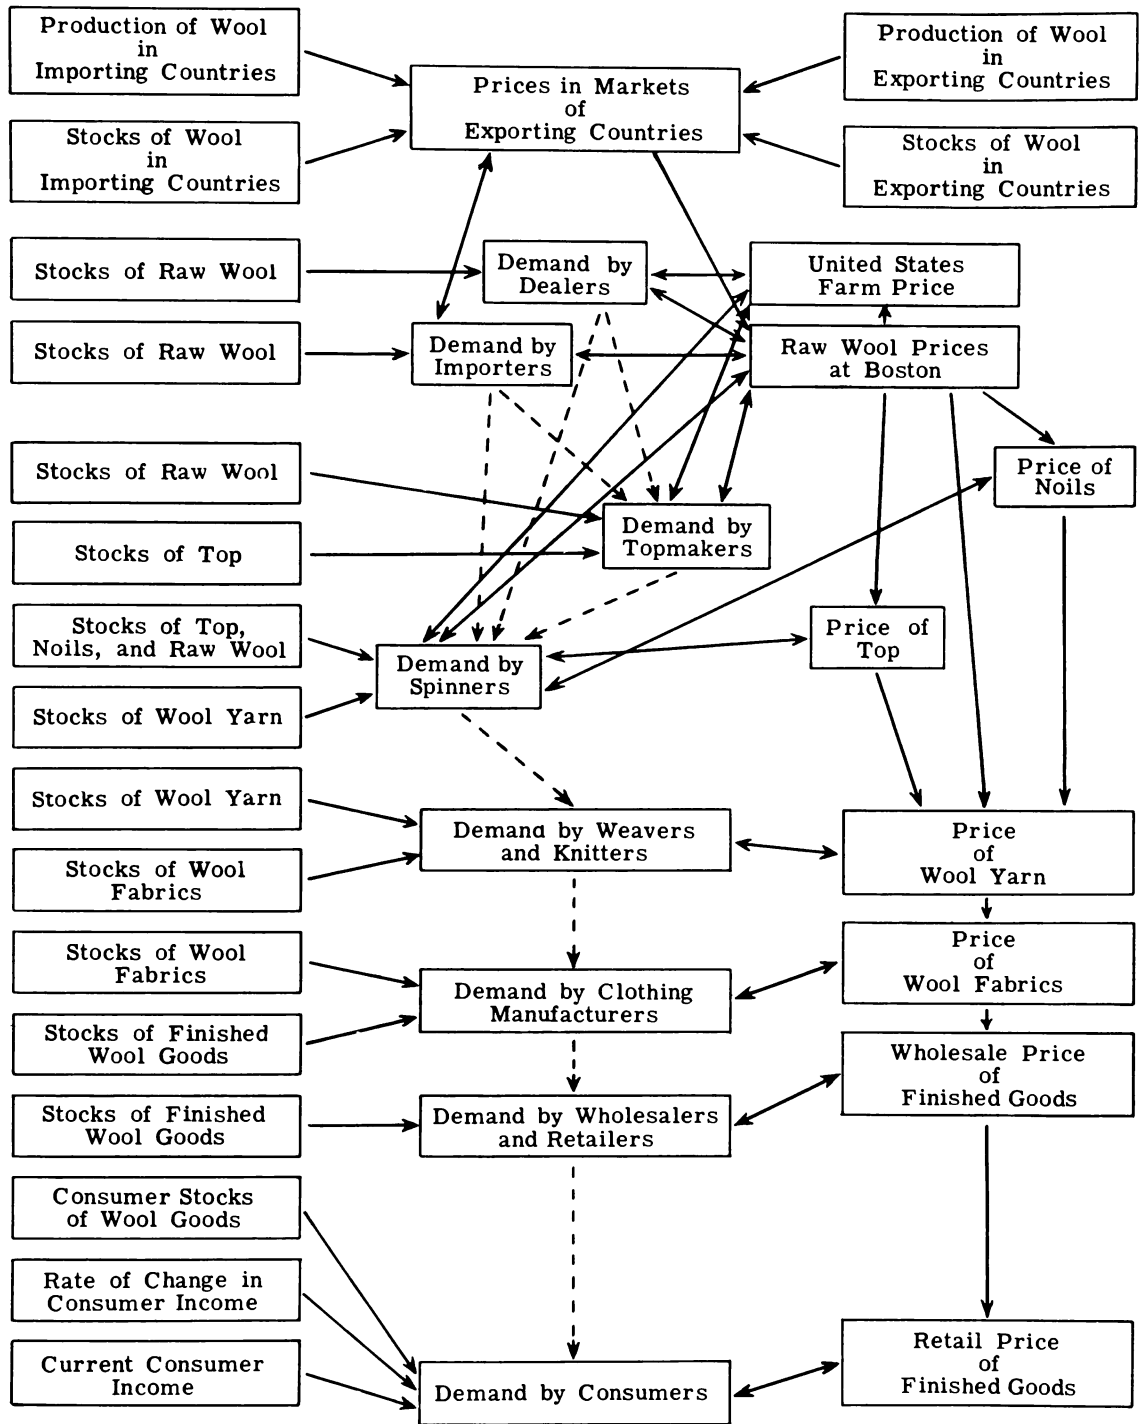 Production of Wool
in
Importing Countries
Production of Wool
in
Exporting Countries
Prices in Markets
of
Exporting Countries
Stocks of Wool
in
Importing Countries
Stocks of Wool
in
Exporting Countries
Stocks of Raw Wool
Demand by
Dealers
United States
Farm Price
Stocks of Raw Wool
Demand by
Importers
Raw Wool Prices
at Boston
Stocks of Raw Wool
Price of
Noils
Demand by
Topmakers
Stocks of Top
Stocks of Top,
Noils, and Raw Wool
Price of
Top
Demand by
Spinners
Stocks of Wool Yarn
Stocks of Wool Yarn
Demand by Weavers
and Knitters
Price
of
Wool Yarn
Stocks of Wool
Fabrics
Stocks of Wool
Fabrics
Price
of
Wool Fabrics
Demand by Clothing
Manufacturers
Stocks of Finished
Wool Goods
Wholesale Price
of
Finished Goods
Stocks of Finished
Wool Goods
Demand by Wholesalers
and Retailers
Consumer Stocks
of Wool Goods
Rate of Change in
Consumer Income
Current Consumer
Income
Demand by Consumers
Retail Price
of
Finished Goods